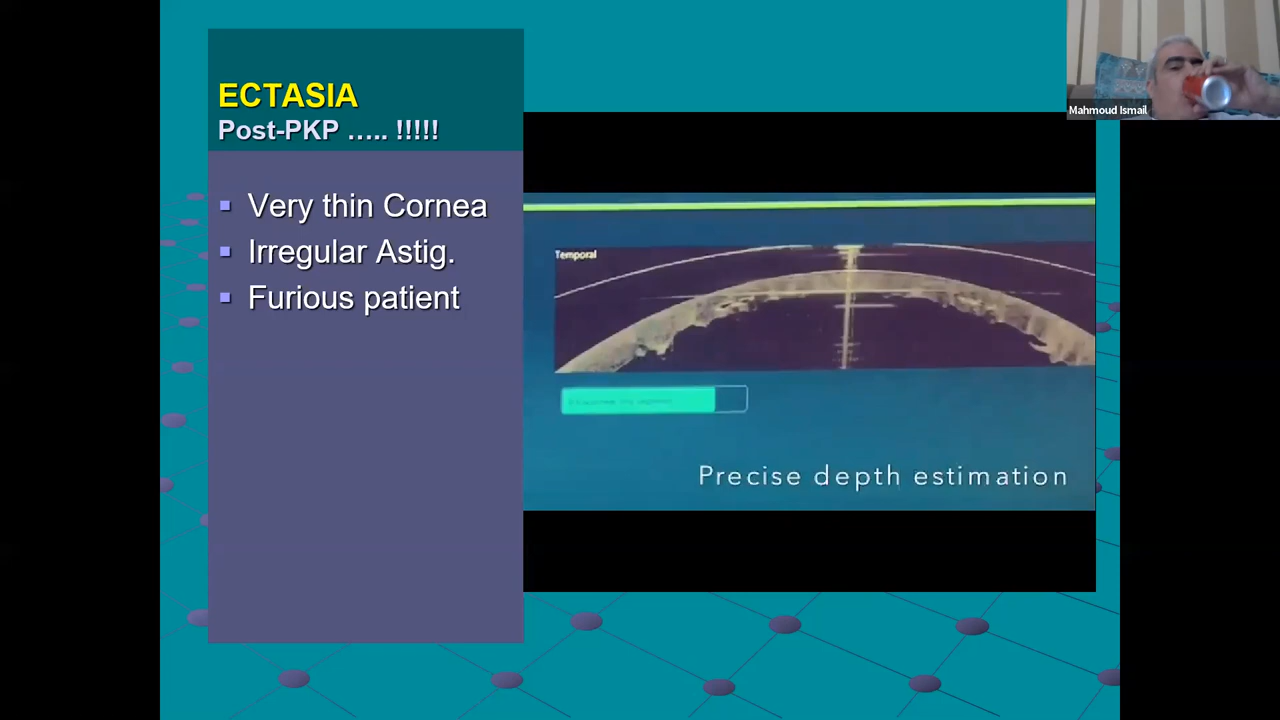 ECTASIA
Post-PKP ..... !!!!!
Very thin Cornea
Irregular Astig.
Furious patient
Temporal
Precise depth estimation
Mahmoud Ismail